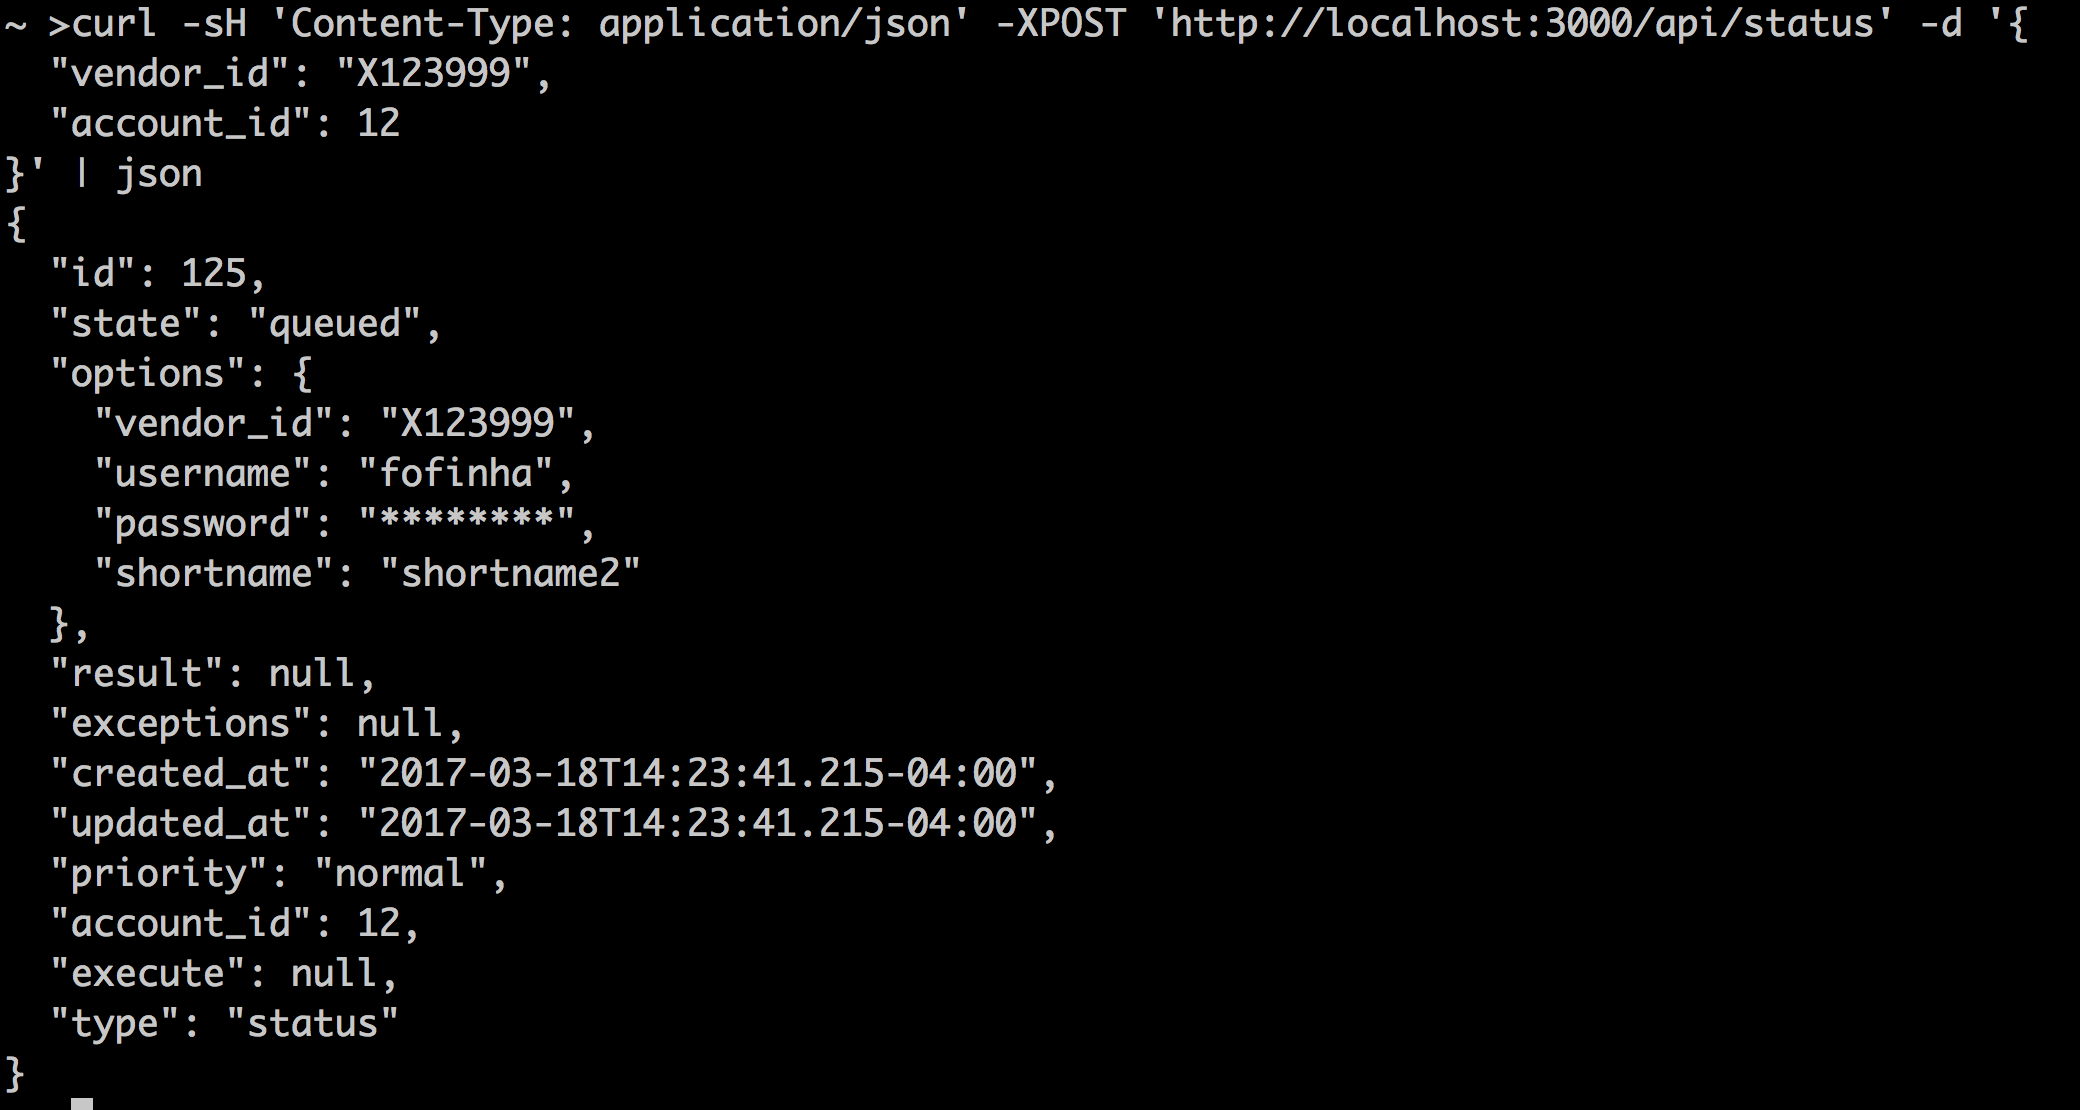 ~ >curl -sH 'Content-Type: application/json' -XPOST 'http://localhost:3000/api/status' -d '{
  "vendor_id": "X123999",
  "account_id": 12
}' | json
{
  "id": 125,
  "state": "queued",
  "options": {
    "vendor_id": "X123999",
    "username": "fofinha",
    "password": "********",
    "shortname": "shortname2"
  },
  "result": null,
  "exceptions": null,
  "created_at": "2017-03-18T14:23:41.215-04:00",
  "updated_at": "2017-03-18T14:23:41.215-04:00",
  "priority": "normal",
  "account_id": 12,
  "execute": null,
  "type": "status"
}